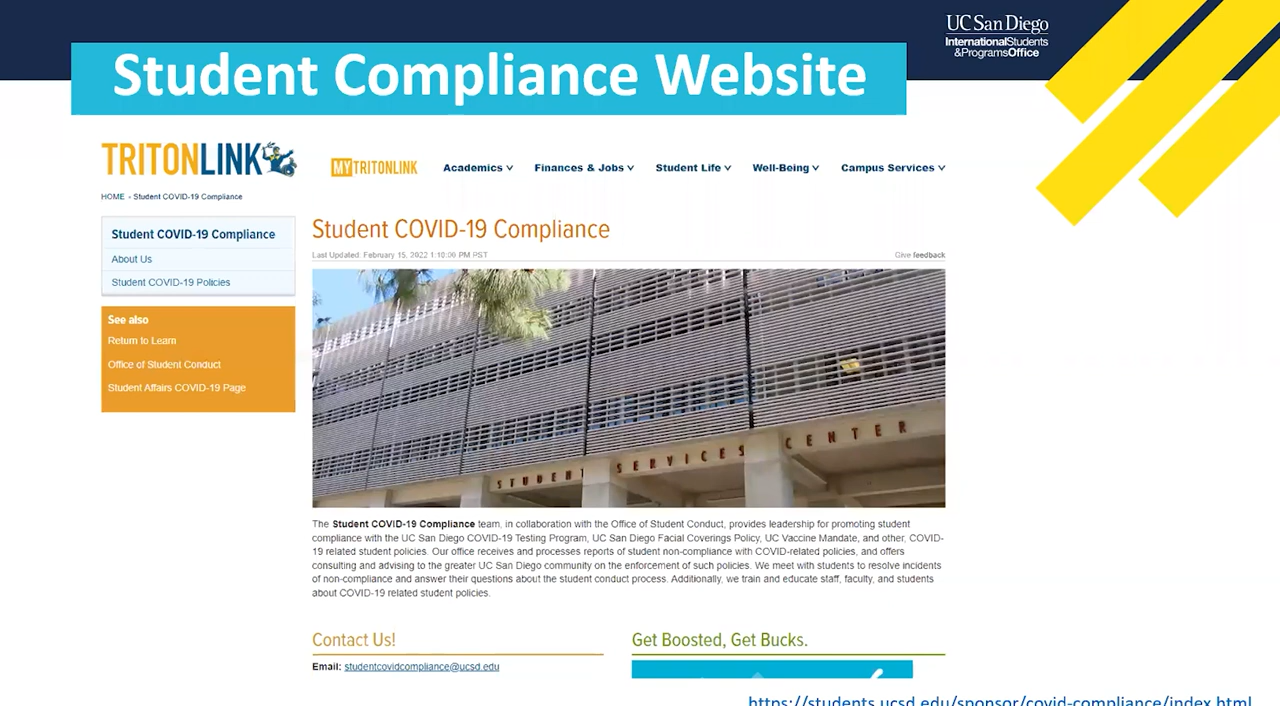 UC San Diego
InternationalStudents
&ProgramsOffice
Student Compliance Website
TRITONLINK
MYTRITONLINK
Academics
Finances & Jobs
Student Life
Well-Being
Campus Services
HOME - Student COVID-19 Compliance
Student COVID-19 Compliance
About Us
Student COVID-19 Policies
See also
Return to Learn
Office of Student Conduct
Student Affairs COVID-19 Page
Student COVID-19 Compliance
Last Updated: February 15, 2022 1:10:00 PM PST
Give feedback
STUDENT SERVICES CENTER
The Student COVID-19 Compliance team, in collaboration with the Office of Student Conduct, provides leadership for promoting student
compliance with the UC San Diego COVID-19 Testing Program, UC San Diego Facial Coverings Policy, UC Vaccine Mandate, and other, COVID-
19 related student policies. Our office receives and processes reports of student non-compliance with COVID-related policies, and offers
consulting and advising to the greater UC San Diego community on the enforcement of such policies. We meet with students to resolve incidents
of non-compliance and answer their questions about the student conduct process. Additionally, we train and educate staff, faculty, and students
about COVID-19 related student policies.
Contact Us!
Email: studentcovidcompliance@ucsd.edu
Get Boosted, Get Bucks.
https://students.ucsd.edu/sponsor/covid-compliance/index.html